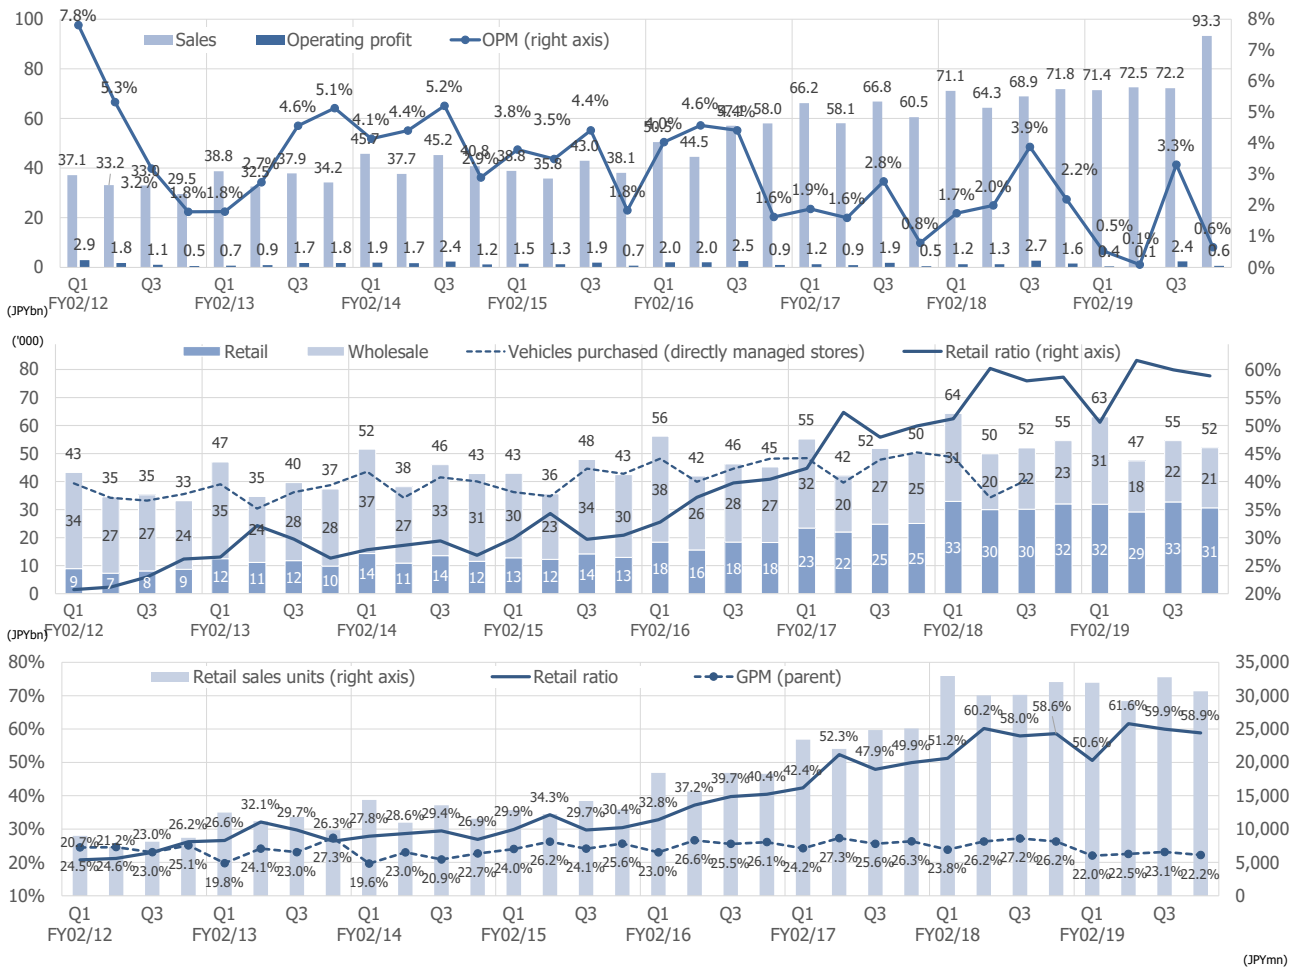 100 8%
Sales Operating profit OPM (right axis)
80 7%
60 6%
40 5%
20 4%
0 3%
2%
1%
0%
7.8% 5.3% 3.2% 1.8% 1.8% 2.7% 4.6% 5.1% 4.1% 4.4% 5.2% 2.9% 3.8% 3.5% 4.4% 1.8% 4.0% 4.6% 4.4% 1.6% 1.9% 1.6% 2.8% 0.8% 1.7% 2.0% 3.9% 2.2% 0.5% 0.1% 3.3% 0.6%
37.1 33.2 33.0 29.5 38.8 32.5 37.9 34.2 45.7 37.7 45.2 40.8 38.8 35.8 43.0 38.1 50.5 44.5 58.0 66.2 58.1 66.8 60.5 71.1 64.3 68.9 71.8 71.4 72.5 72.2 93.3
2.9 1.8 1.1 0.5 0.7 0.9 1.7 1.8 1.9 1.7 2.4 1.2 1.5 1.3 1.9 0.7 2.0 2.0 2.5 0.9 1.2 0.9 1.9 0.5 1.2 1.3 2.7 1.6 0.4 0.1 2.4 0.6
Q1 Q3 Q1 Q3 Q1 Q3 Q1 Q3 Q1 Q3 Q1 Q3 Q1 Q3 Q1 Q3
FY02/12 FY02/13 FY02/14 FY02/15 FY02/16 FY02/17 FY02/18 FY02/19
(JPYbn)
('000)
Retail Wholesale Vehicles purchased (directly managed stores) Retail ratio (right axis)
80 60%
70 55%
60 50%
50 45%
40 40%
30 35%
20 30%
10 25%
0 20%
43 35 35 33 47 35 40 37 52 38 46 43 43 36 48 43 56 42 46 45 55 42 52 50 64 50 52 55 63 47 55 52
34 27 27 24 35 24 28 28 37 27 33 31 30 23 34 30 38 26 28 27 32 20 27 25 31 20 22 23 31 18 22 21
9 7 8 9 12 11 12 10 14 11 14 12 13 12 14 13 18 16 18 18 23 22 25 25 33 30 30 32 32 29 33 31
Q1 Q3 Q1 Q3 Q1 Q3 Q1 Q3 Q1 Q3 Q1 Q3 Q1 Q3 Q1 Q3
FY02/12 FY02/13 FY02/14 FY02/15 FY02/16 FY02/17 FY02/18 FY02/19
(JPYbn)
80% 35,000
Retail sales units (right axis) Retail ratio GPM (parent)
70% 30,000
60% 25,000
50% 20,000
40% 15,000
30% 10,000
20% 5,000
10% 0
20.7% 21.2% 23.0% 26.2% 26.6% 32.1% 29.7% 26.3% 27.8% 28.6% 29.4% 26.9% 29.9% 34.3% 29.7% 30.4% 32.8% 37.2% 39.7% 40.4% 42.4% 52.3% 47.9% 49.9% 51.2% 60.2% 58.0% 58.6% 50.6% 61.6% 59.9% 58.9%
24.5% 24.6% 23.0% 25.1% 19.8% 24.1% 23.0% 27.3% 19.6% 23.0% 20.9% 22.7% 24.0% 26.2% 24.1% 25.6% 23.0% 26.6% 25.5% 26.1% 24.2% 27.3% 25.6% 26.3% 23.8% 26.2% 27.2% 26.2% 22.0% 22.5% 23.1% 22.2%
Q1 Q3 Q1 Q3 Q1 Q3 Q1 Q3 Q1 Q3 Q1 Q3 Q1 Q3 Q1 Q3
FY02/12 FY02/13 FY02/14 FY02/15 FY02/16 FY02/17 FY02/18 FY02/19
(JPYmn)